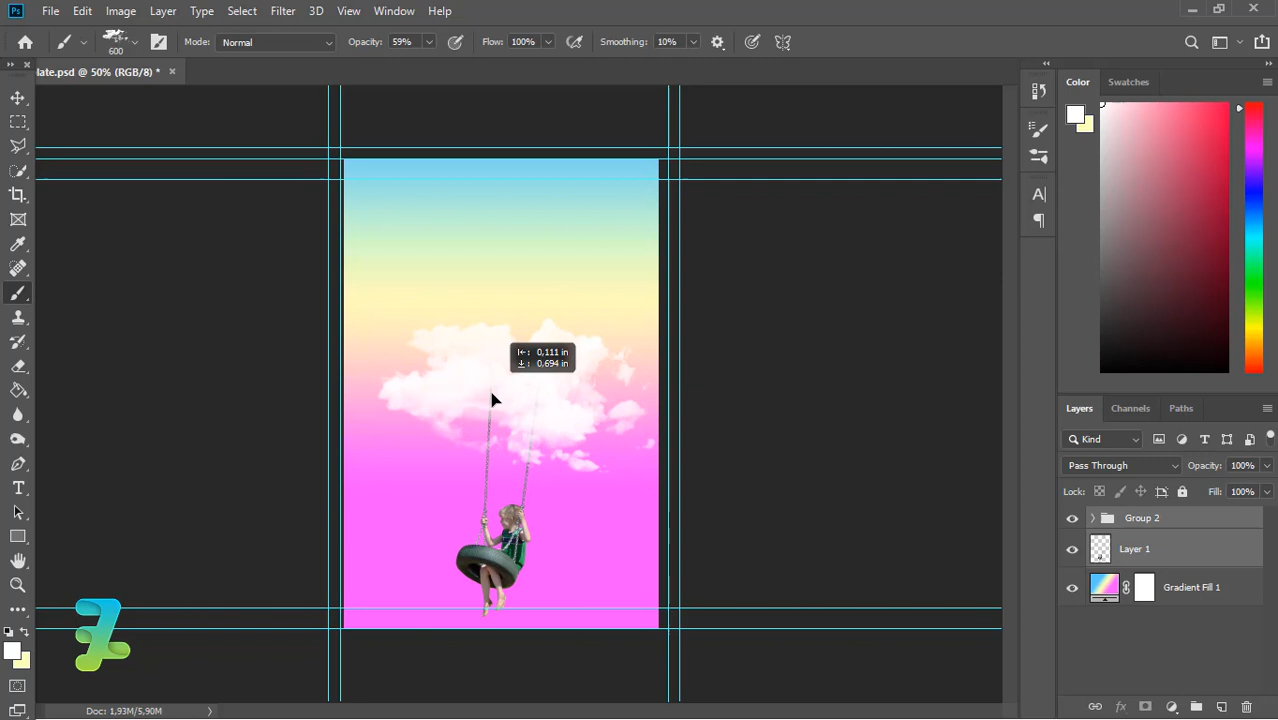 Ps File Edit Image Layer Type Select Filter 3D View Window Help
600 Mode: Normal Opacity: 59% Flow: 100% Smoothing: 10%
late.psd @ 50% (RGB/8) *
Color Swatches
: 0,111 in
: 0,694 in
Layers Channels Paths
Kind
Pass Through Opacity: 100%
Lock: Fill: 100%
Group 2
Layer 1
Gradient Fill 1
Doc: 1,93M/5,90M